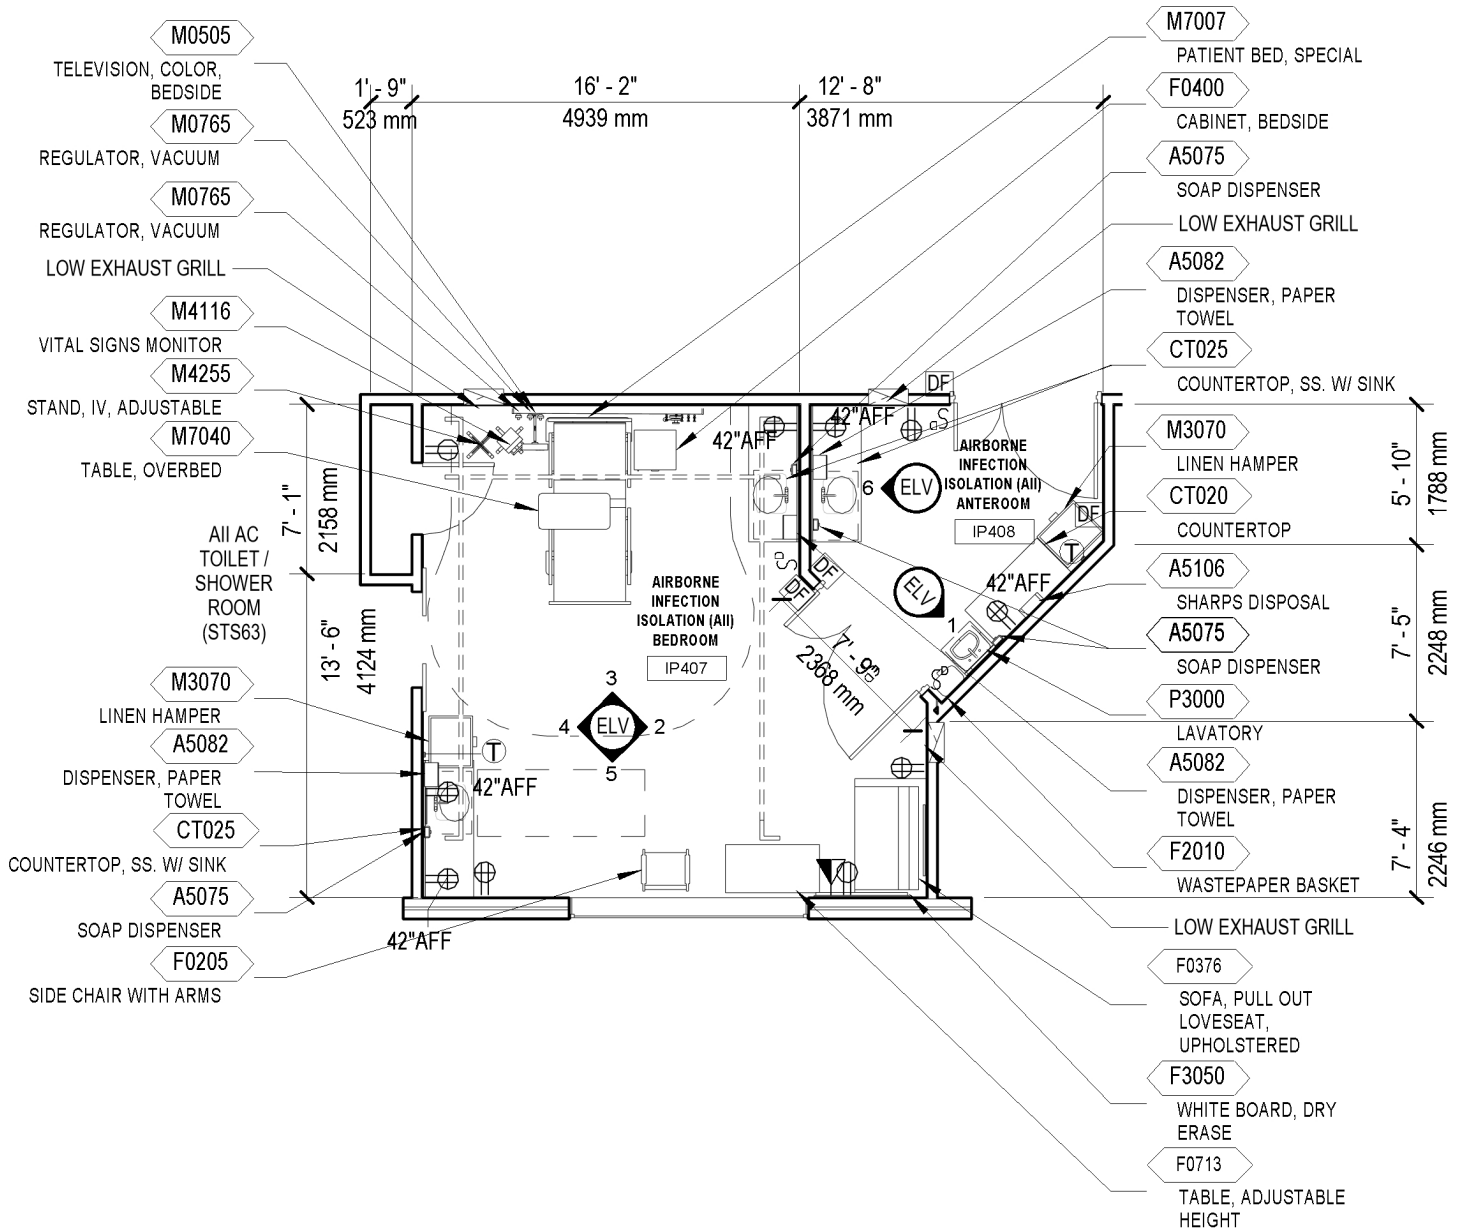 M0505
TELEVISION, COLOR,
BEDSIDE
M0765
REGULATOR, VACUUM
M0765
REGULATOR, VACUUM
LOW EXHAUST GRILL
M4116
VITAL SIGNS MONITOR
M4255
STAND, IV, ADJUSTABLE
M7040
TABLE, OVERBED
AII AC
TOILET /
SHOWER
ROOM
(STS63)
M3070
LINEN HAMPER
A5082
DISPENSER, PAPER
TOWEL
CT025
COUNTERTOP, SS. W/ SINK
A5075
SOAP DISPENSER
F0205
SIDE CHAIR WITH ARMS
1' - 9"
523 mm
16' - 2"
4939 mm
12' - 8"
3871 mm
7' - 1"
2158 mm
13' - 6"
4124 mm
DF
42"AFF
42"AFF
S
D
AIRBORNE
INFECTION
ISOLATION (AII)
ANTEROOM
IP408
6
ELV
DF
T
42"AFF
S
D
DF
DF
AIRBORNE
INFECTION
ISOLATION (AII)
BEDROOM
IP407
ELV
1
7' - 9"
2368 mm
S
D
3
4
ELV
2
5
T
42"AFF
42"AFF
M7007
PATIENT BED, SPECIAL
F0400
CABINET, BEDSIDE
A5075
SOAP DISPENSER
LOW EXHAUST GRILL
A5082
DISPENSER, PAPER
TOWEL
CT025
COUNTERTOP, SS. W/ SINK
M3070
LINEN HAMPER
CT020
COUNTERTOP
A5106
SHARPS DISPOSAL
A5075
SOAP DISPENSER
P3000
LAVATORY
A5082
DISPENSER, PAPER
TOWEL
F2010
WASTEPAPER BASKET
LOW EXHAUST GRILL
F0376
SOFA, PULL OUT
LOVESEAT,
UPHOLSTERED
F3050
WHITE BOARD, DRY
ERASE
F0713
TABLE, ADJUSTABLE
HEIGHT
5' - 10"
1788 mm
7' - 5"
2248 mm
7' - 4"
2246 mm